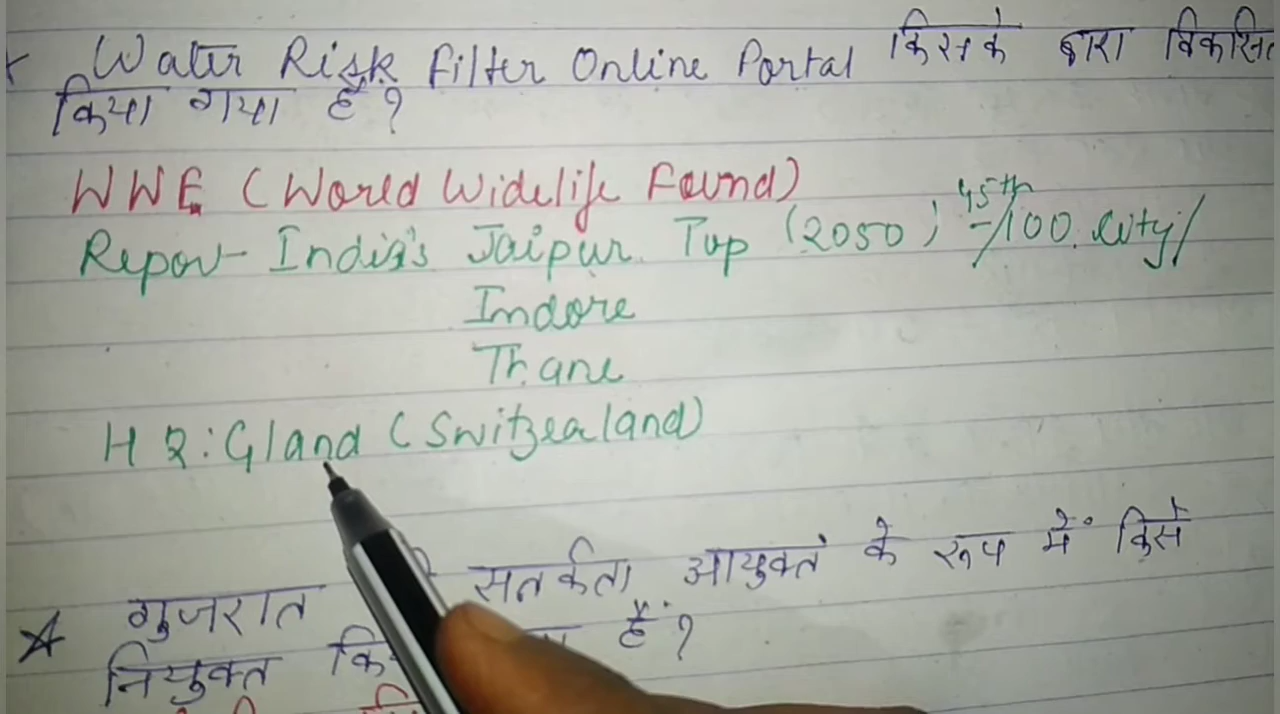 Water Risk Filter Online Portal किसके द्वारा विकसित
किया गया है?
WWF (World Widelife Found)
Repor- India's Jaipur Top (2050) 45th -/100 City/
Indore
Thane
HQ: Gland (Switzealand)
☆ गुजरात सतर्कता आयुक्त के रूप में किसे
नियुक्त है?